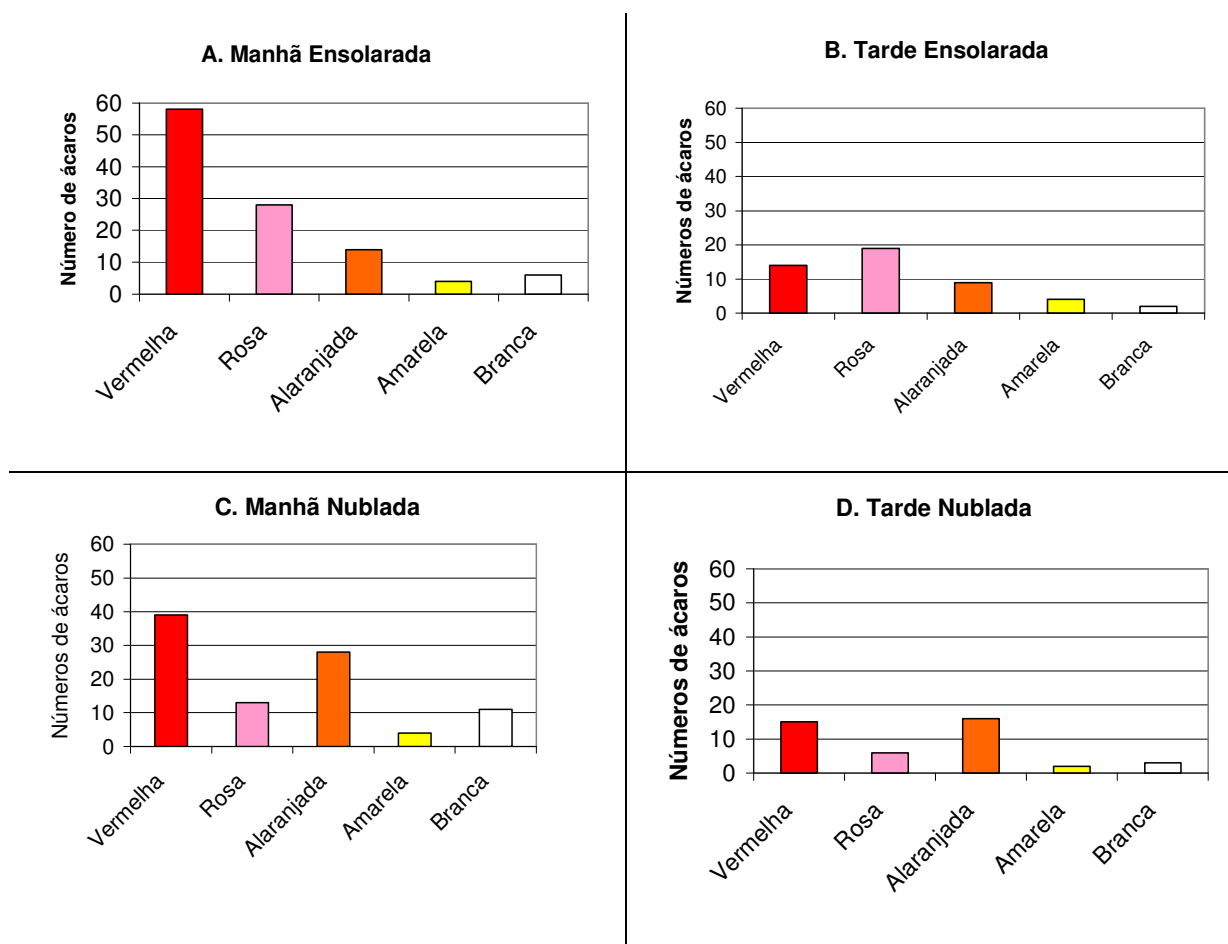 A. Manhã Ensolarada
Número de ácaros
60
50
40
30
20
10
0
Vermelha
Rosa
Alaranjada
Amarela
Branca
B. Tarde Ensolarada
Números de ácaros
60
50
40
30
20
10
0
Vermelha
Rosa
Alaranjada
Amarela
Branca
C. Manhã Nublada
Números de ácaros
60
50
40
30
20
10
0
Vermelha
Rosa
Alaranjada
Amarela
Branca
D. Tarde Nublada
Números de ácaros
60
50
40
30
20
10
0
Vermelha
Rosa
Alaranjada
Amarela
Branca